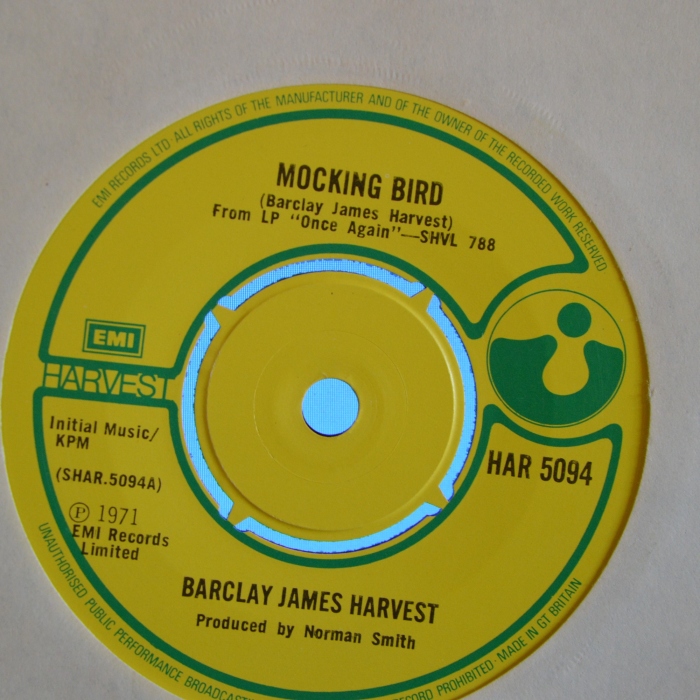 EMI RECORDS LTD· ALL RIGHTS OF THE MANUFACTURER AND OF THE OWNER OF THE RECORDED WORK RESERVED
MOCKING BIRD
(Barclay James Harvest)
From LP "Once Again"—SHVL 788
EMI
HARVEST
Initial Music/
KPM
(SHAR.5094A)
Ⓟ 1971
EMI Records
Limited
HAR 5094
BARCLAY JAMES HARVEST
Produced by Norman Smith
UNAUTHORISED PUBLIC PERFORMANCE BROADCAS
RECORD PROHIBITED· MADE IN GT BRITAIN